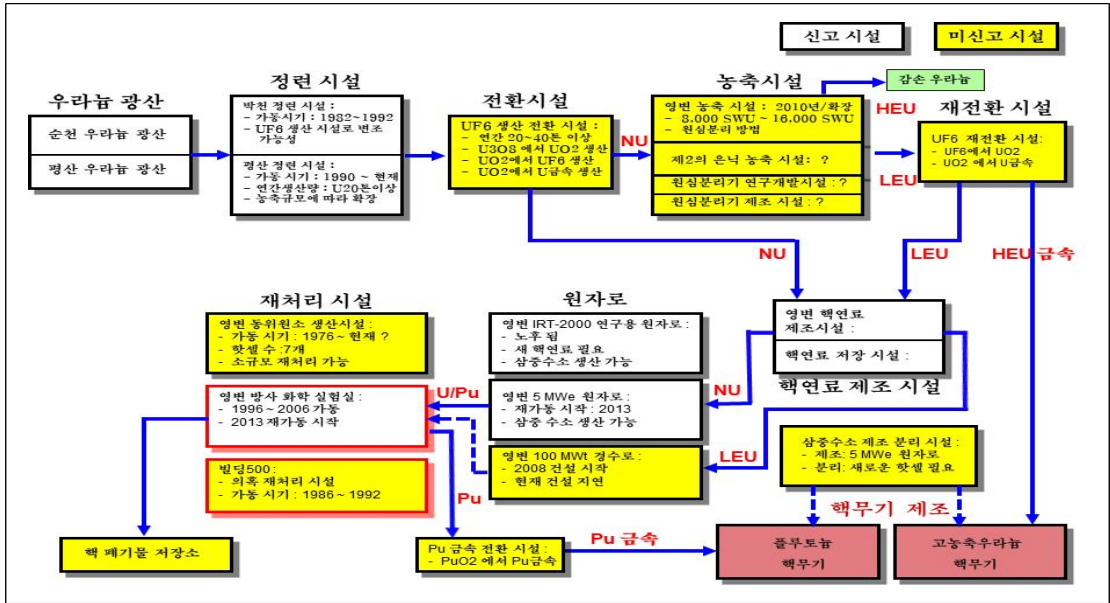 신고 시설
미신고 시설
우라늄 광산
순천 우라늄 광산
평산 우라늄 광산
정련 시설
박천 정련 시설 :
- 가동시기 : 1982~1992
- UF6 생산 시설로 변조
가능성
평산 정련 시설 :
- 가동 시기 : 1990 ~ 현재
- 연간생산량 : U20톤이상
- 농축규모에 따라 확장
전환시설
UF6 생산 전환 시설 :
- 연간 20~40톤 이상
- U3O8 에서 UO2 생산
- UO2에서 UF6 생산
- UO2에서 U금속 생산
NU
농축시설
영변 농축 시설 : 2010년/확장
- 8.000 SWU ~ 16.000 SWU
- 원심분리 방법
제2의 은닉 농축 시설: ?
원심분리기 연구개발시설 : ?
원심분리기 제조 시설 : ?
감손 우라늄
HEU
LEU
재전환 시설
UF6 재전환 시설:
- UF6에서 UO2
- UO2 에서 U금속
NU
LEU
HEU 금속
영변 핵연료
제조시설 :
핵연료 저장 시설 :
핵연료 제조 시설
재처리 시설
영변 동위원소 생산시설 :
- 가동 시기 : 1976 ~ 현재 ?
- 핫셀 수 : 7개
- 소규모 재처리 가능
영변 방사 화학 실험실 :
- 1996 ~ 2006 가동
- 2013 재가동 시작
빌딩500 :
- 의혹 재처리 시설
- 가동 시기 : 1986 ~ 1992
원자로
영변 IRT-2000 연구용 원자로 :
- 노후 됨
- 새 핵연료 필요
- 삼중수소 생산 가능
영변 5 MWe 원자로 :
- 재가동 시작 : 2013
- 삼중 수소 생산 가능
영변 100 MWt 경수로 :
- 2008 건설 시작
- 현재 건설 지연
U/Pu
NU
LEU
Pu
삼중수소 제조 분리 시설 :
- 제조: 5 MWe 원자로
- 분리: 새로운 핫셀 필요
핵무기 제조
핵 폐기물 저장소
Pu 금속 전환 시설 :
- PuO2 에서 Pu금속
Pu 금속
플루토늄
핵무기
고농축우라늄
핵무기